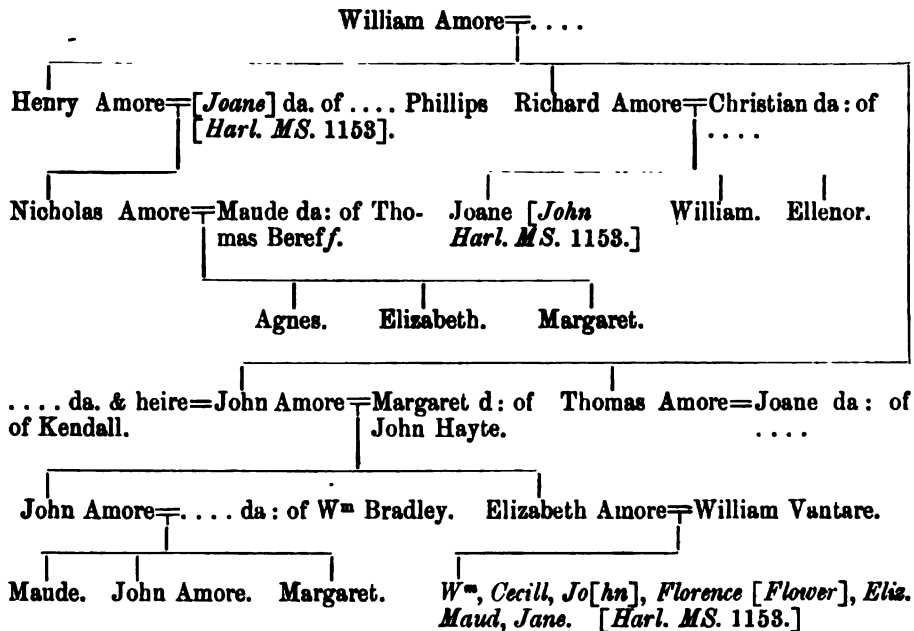 William Amore=. . . .
Henry Amore=[Joane] da. of . . . . Phillips Richard Amore=Christian da : of
[Harl. MS. 1153]. . . . .
Nicholas Amore=Maude da: of Tho- Joane [John William. Ellenor.
mas Bereff. Harl. MS. 1153.]
Agnes. Elizabeth. Margaret.
. . . . da. & heire=John Amore=Margaret d : of Thomas Amore=Joane da : of
of Kendall. John Hayte. . . . .
John Amore=. . . . da : of Wm Bradley. Elizabeth Amore=William Vantare.
Maude. John Amore. Margaret. Wm, Cecill, Jo[hn], Florence [Flower], Eliz.
Maud, Jane. [Harl. MS. 1153.]